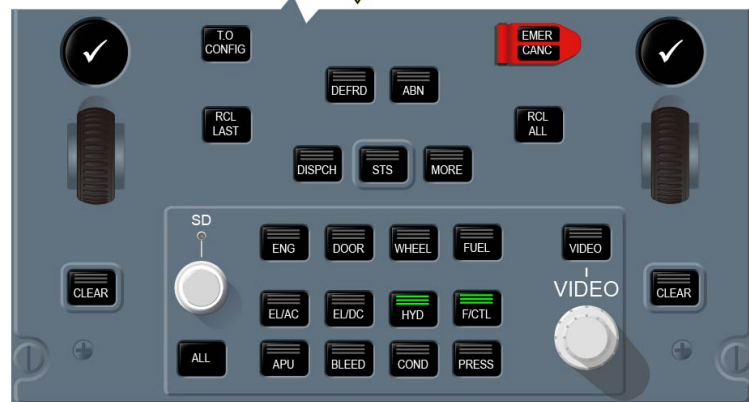 T.O
CONFIG
EMER
CANC
DEFRD
ABN
RCL
LAST
RCL
ALL
DISPCH
STS
MORE
SD
ENG
DOOR
WHEEL
FUEL
VIDEO
CLEAR
VIDEO
CLEAR
EL/AC
EL/DC
HYD
F/CTL
ALL
APU
BLEED
COND
PRESS